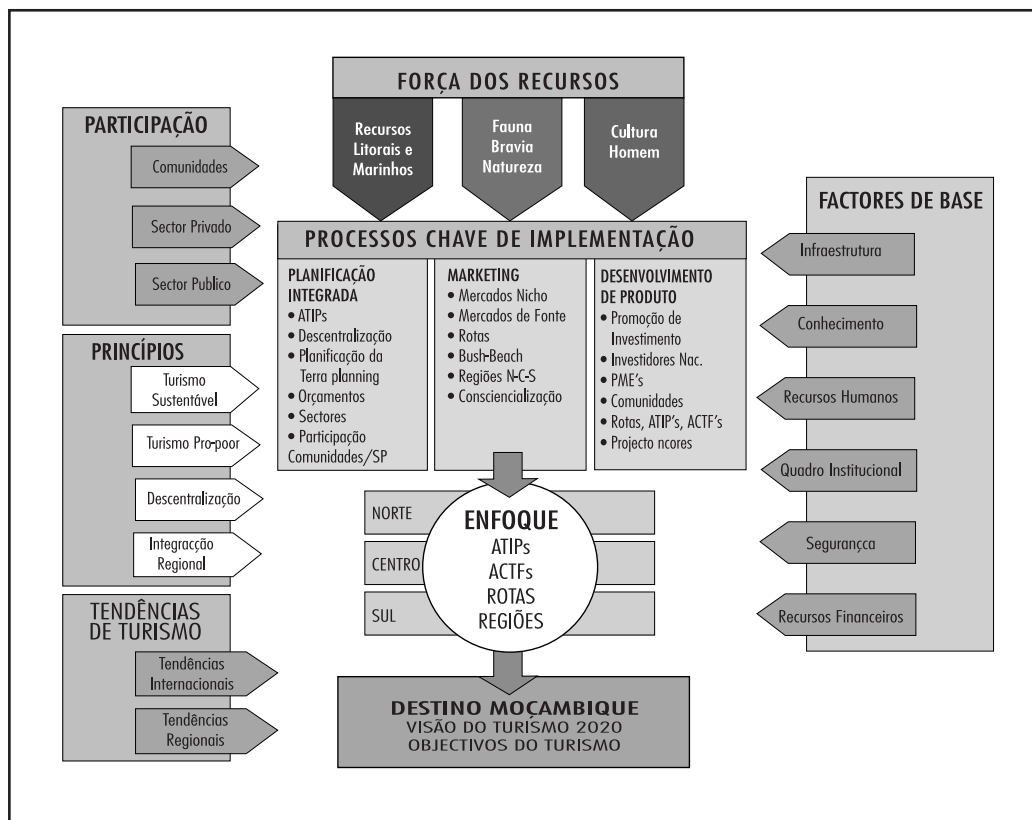 FORÇA DOS RECURSOS
Recursos
Litorais e
Marinhos
Fauna
Bravia
Natureza
Cultura
Homem
PARTICIPAÇÃO
Comunidades
Sector Privado
Sector Publico
PRINCÍPIOS
Turismo
Sustentável
Turismo Pro-poor
Descentralização
Integracção
Regional
TENDÊNCIAS
DE TURISMO
Tendências
Internacionais
Tendências
Regionais
PROCESSOS CHAVE DE IMPLEMENTAÇÃO
PLANIFICAÇÃO
INTEGRADA
• ATIPs
• Descentralização
• Planificação da
Terra planning
• Orçamentos
• Sectores
• Participação
Comunidades/SP
MARKETING
• Mercados Nicho
• Mercados de Fonte
• Rotas
• Bush-Beach
• Regiões N-C-S
• Consciencialização
DESENVOLVIMENTO
DE PRODUTO
• Promoção de
Investimento
• Investidores Nac.
• PME’s
• Comunidades
• Rotas, ATIP’s, ACTF’s
• Projecto ncores
NORTE
CENTRO
SUL
ENFOQUE
ATIPs
ACTFs
ROTAS
REGIÕES
DESTINO MOÇAMBIQUE
VISÃO DO TURISMO 2020
OBJECTIVOS DO TURISMO
FACTORES DE BASE
Infraestrutura
Conhecimento
Recursos Humanos
Quadro Institucional
Segurançca
Recursos Financeiros